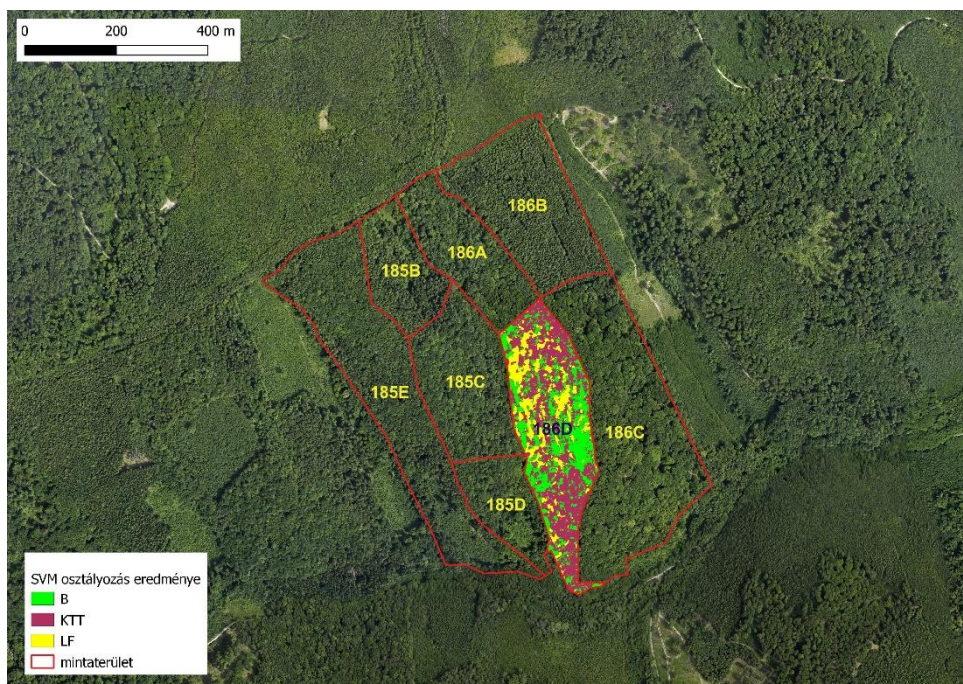 0 200 400 m
186B
186A
185B
185C
185E
186D
186C
185D
SVM osztályozás eredménye
B
KTT
LF
mintaterület